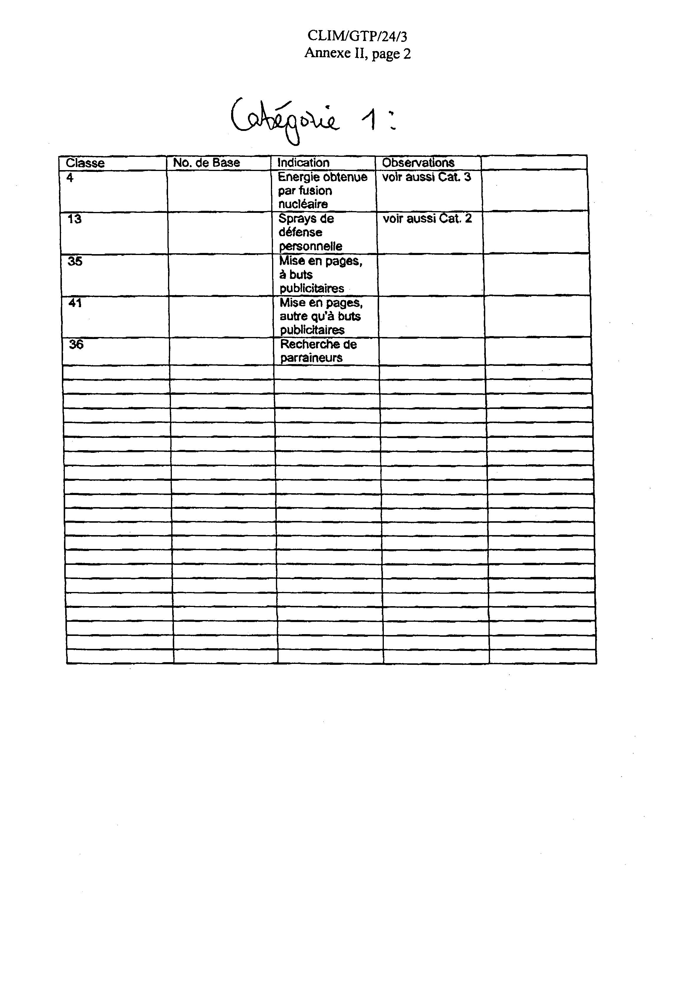 CLIM/GTP/24/3
Annexe II, page 2
Catégorie 1 :
Classe No. de Base Indication Observations
4 Energie obtenue voir aussi Cat. 3
par fusion
nucléaire
13 Sprays de voir aussi Cat. 2
défense
personnelle
35 Mise en pages,
à buts
publicitaires
41 Mise en pages,
autre qu'à buts
publicitaires
36 Recherche de
parraineurs